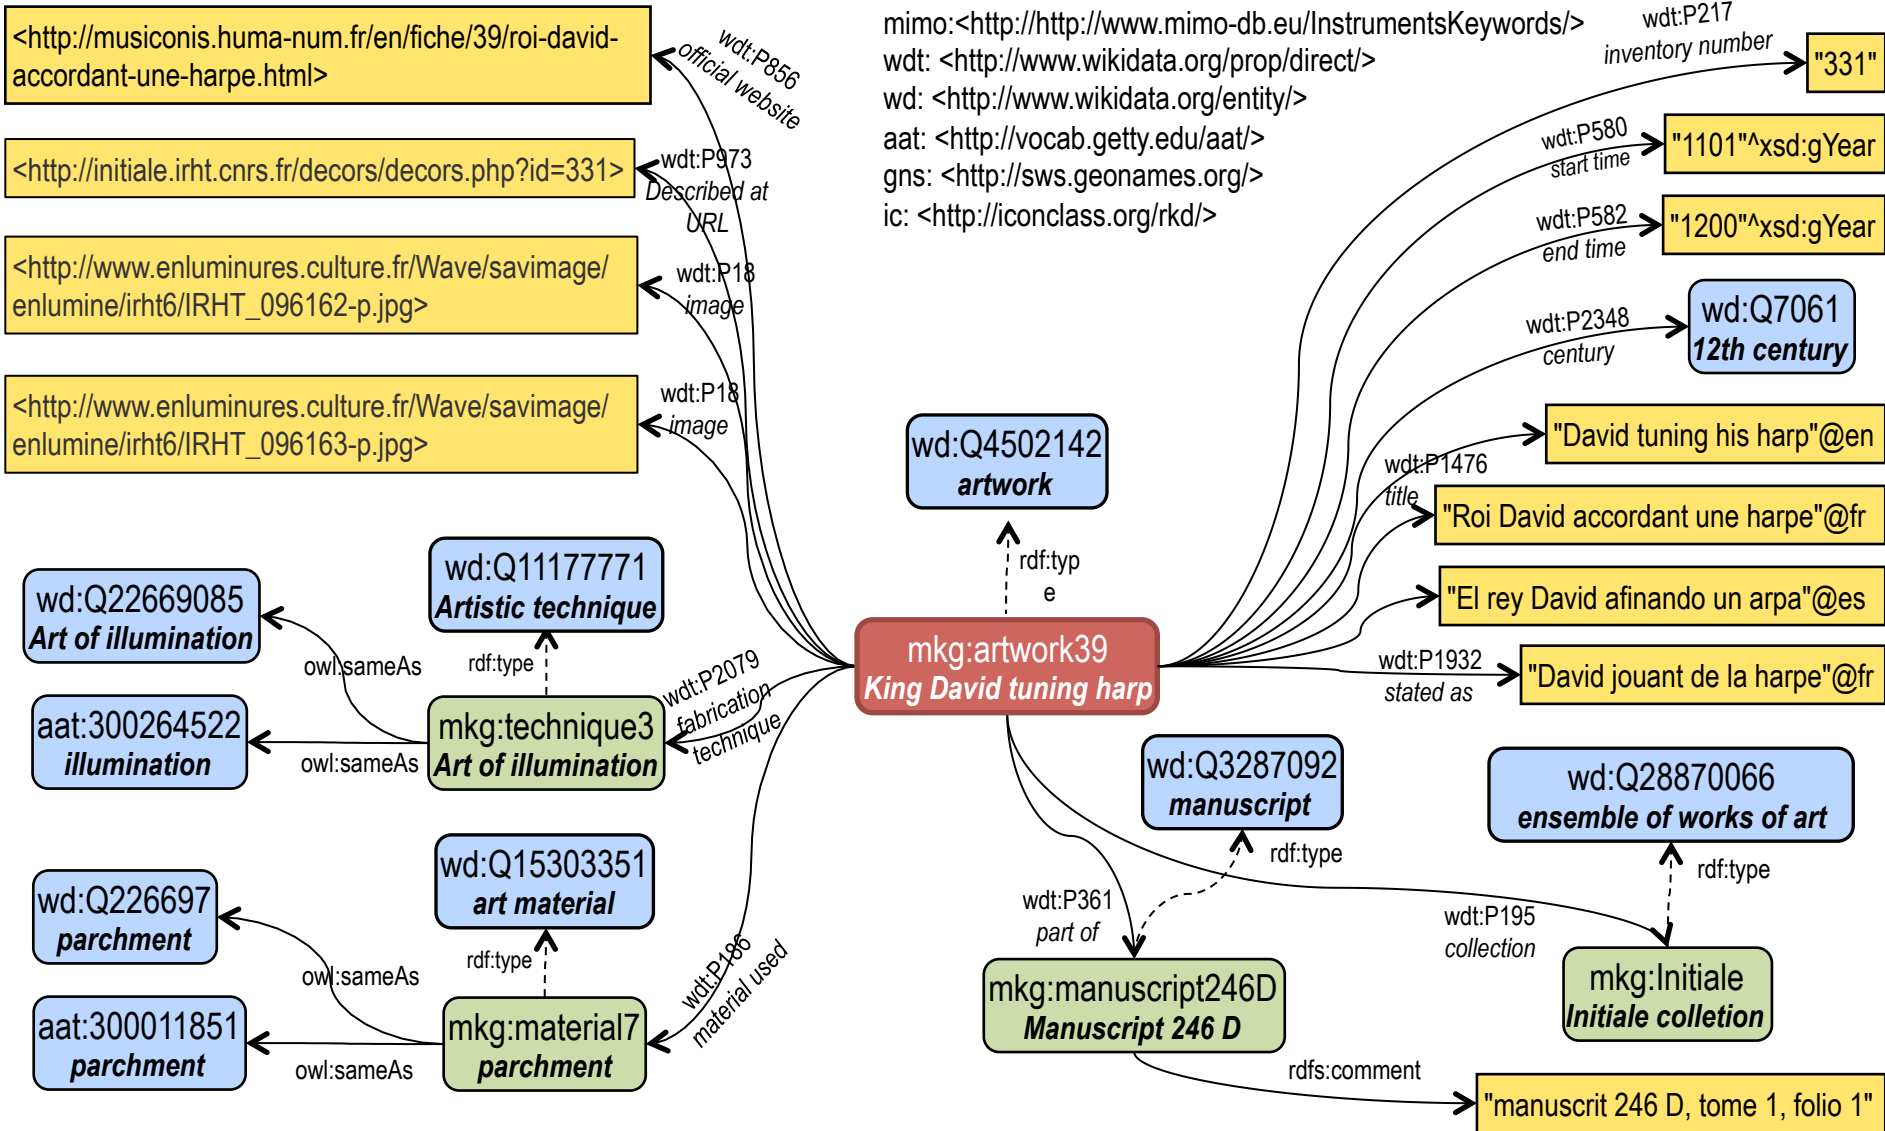 <http://musiconis.huma-num.fr/en/fiche/39/roi-david-
accordant-une-harpe.html>
wdt:P856
official website
<http://initiale.irht.cnrs.fr/decors/decors.php?id=331>
wdt:P973
Described at
URL
<http://www.enluminures.culture.fr/Wave/savimage/
enlumine/irht6/IRHT_096162-p.jpg>
wdt:P18
image
<http://www.enluminures.culture.fr/Wave/savimage/
enlumine/irht6/IRHT_096163-p.jpg>
wdt:P18
image
mimo:<http://http://www.mimo-db.eu/InstrumentsKeywords/>
wdt: <http://www.wikidata.org/prop/direct/>
wd: <http://www.wikidata.org/entity/>
aat: <http://vocab.getty.edu/aat/>
gns: <http://sws.geonames.org/>
ic: <http://iconclass.org/rkd/>
wdt:P217
inventory number
"331"
wdt:P580
start time
"1101"^xsd:gYear
wdt:P582
end time
"1200"^xsd:gYear
wdt:P2348
century
wd:Q7061
12th century
wd:Q4502142
artwork
rdf:typ
e
"David tuning his harp"@en
wdt:P1476
title
"Roi David accordant une harpe"@fr
"El rey David afinando un arpa"@es
wdt:P1932
stated as
"David jouant de la harpe"@fr
mkg:artwork39
King David tuning harp
wd:Q22669085
Art of illumination
owl:sameAs
wd:Q11177771
Artistic technique
rdf:type
wdt:P2079
fabrication
technique
aat:300264522
illumination
owl:sameAs
mkg:technique3
Art of illumination
wd:Q3287092
manuscript
rdf:type
wd:Q28870066
ensemble of works of art
rdf:type
wd:Q226697
parchment
owl:sameAs
wd:Q15303351
art material
rdf:type
wdt:P186
material used
aat:300011851
parchment
owl:sameAs
mkg:material7
parchment
wdt:P361
part of
wdt:P195
collection
mkg:manuscript246D
Manuscript 246 D
mkg:Initiale
Initiale colletion
rdfs:comment
"manuscrit 246 D, tome 1, folio 1"